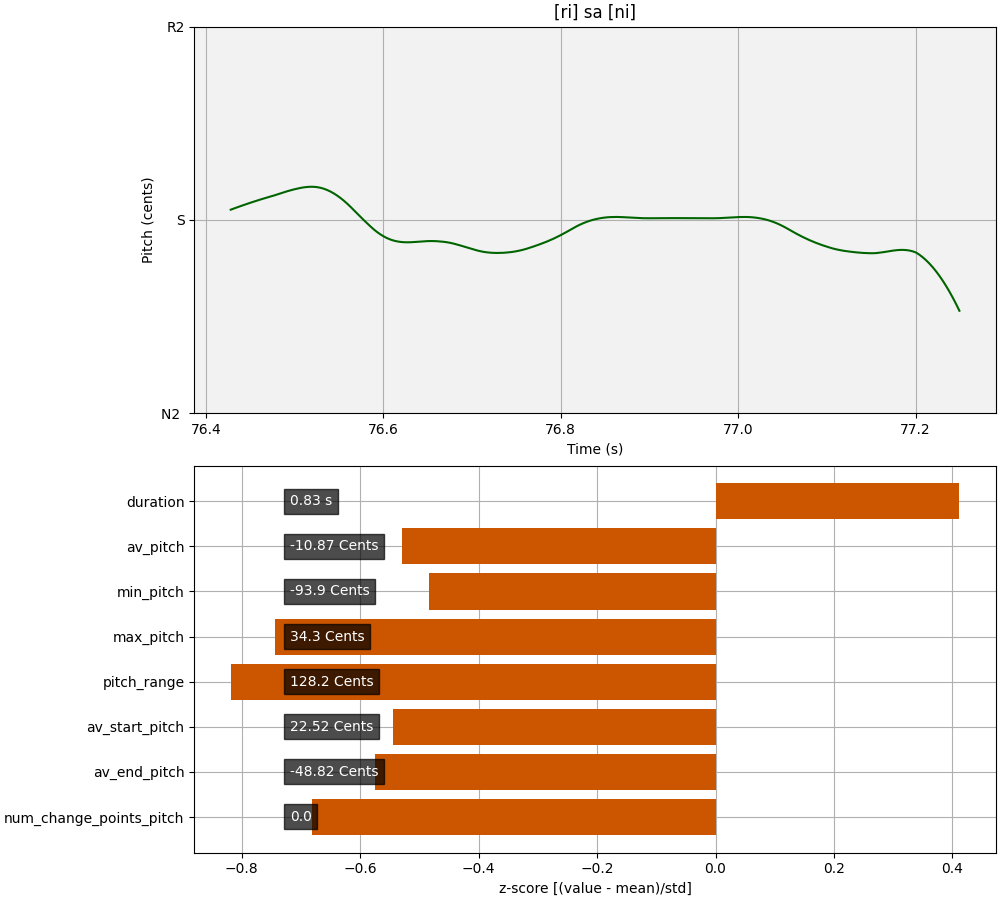 [ri] sa [ni]
R2
S
N2
Pitch (cents)
76.4 76.6 76.8 77.0 77.2
Time (s)
duration 0.83 s
av_pitch -10.87 Cents
min_pitch -93.9 Cents
max_pitch 34.3 Cents
pitch_range 128.2 Cents
av_start_pitch 22.52 Cents
av_end_pitch -48.82 Cents
num_change_points_pitch 0.0
−0.8 −0.6 −0.4 −0.2 0.0 0.2 0.4
z-score [(value - mean)/std]